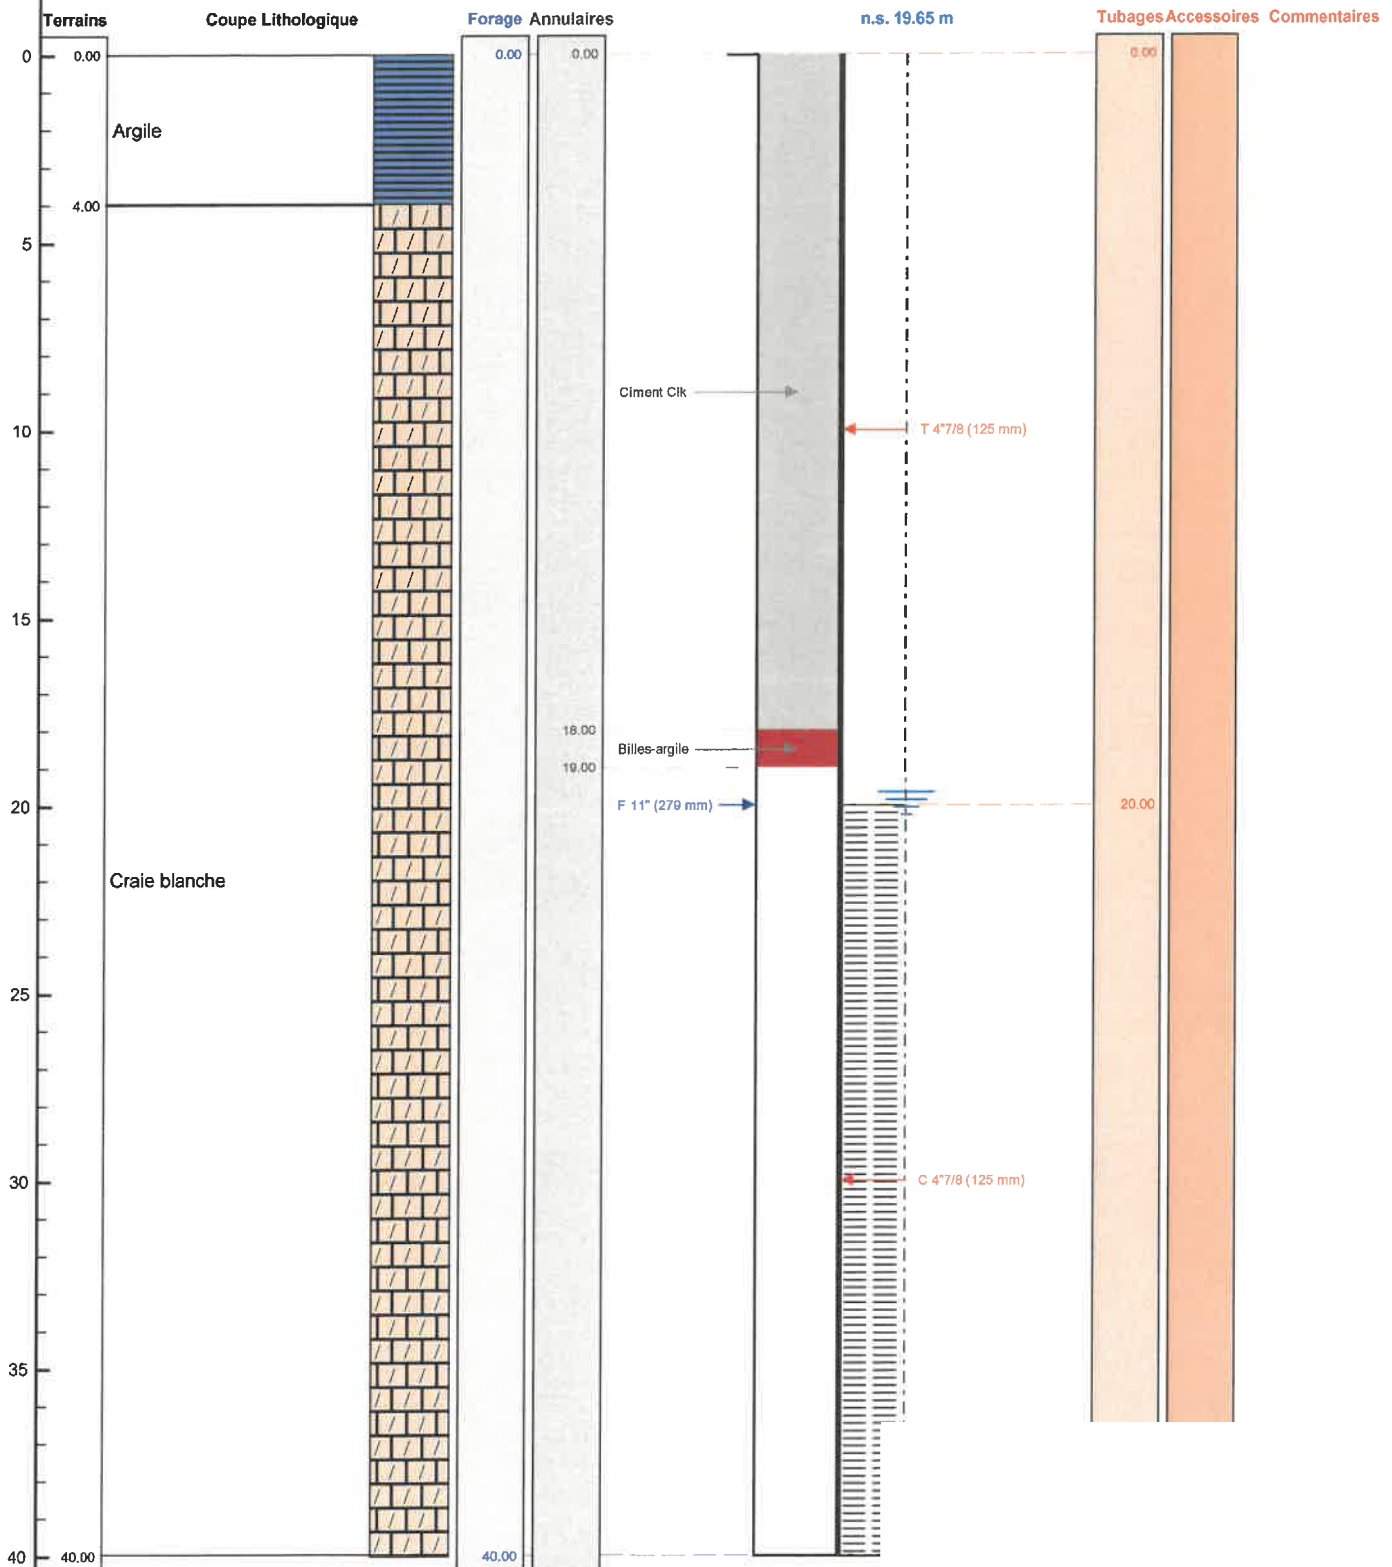 Terrains Coupe Lithologique Forage Annulaires n.s. 19.65 m Tubages Accessoires Commentaires
0 0.00 0.00 0.00 0.00
Argile
4.00
5
Ciment Clk
10 T 4"7/8 (125 mm)
15
18.00
Billes-argile
19.00
20 F 11" (279 mm) 20.00
Craie blanche
25
30 C 4"7/8 (125 mm)
35
40 40.00 40.00